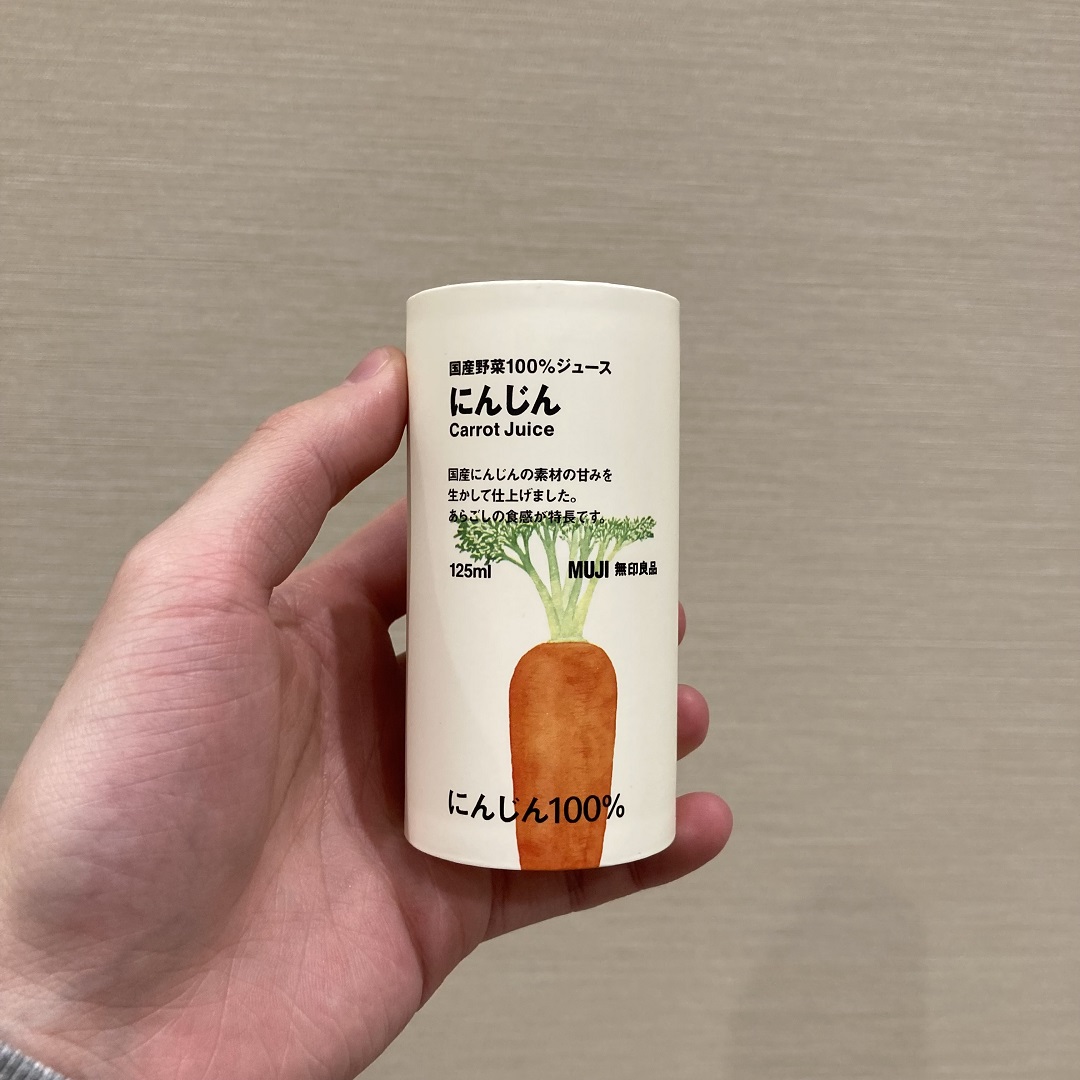 国産野菜100%ジュース
にんじん
Carrot Juice
国産にんじんの素材の甘みを
生かして仕上げました。
あらごしの食感が特長です。
125ml
MUJI 無印良品
にんじん100%